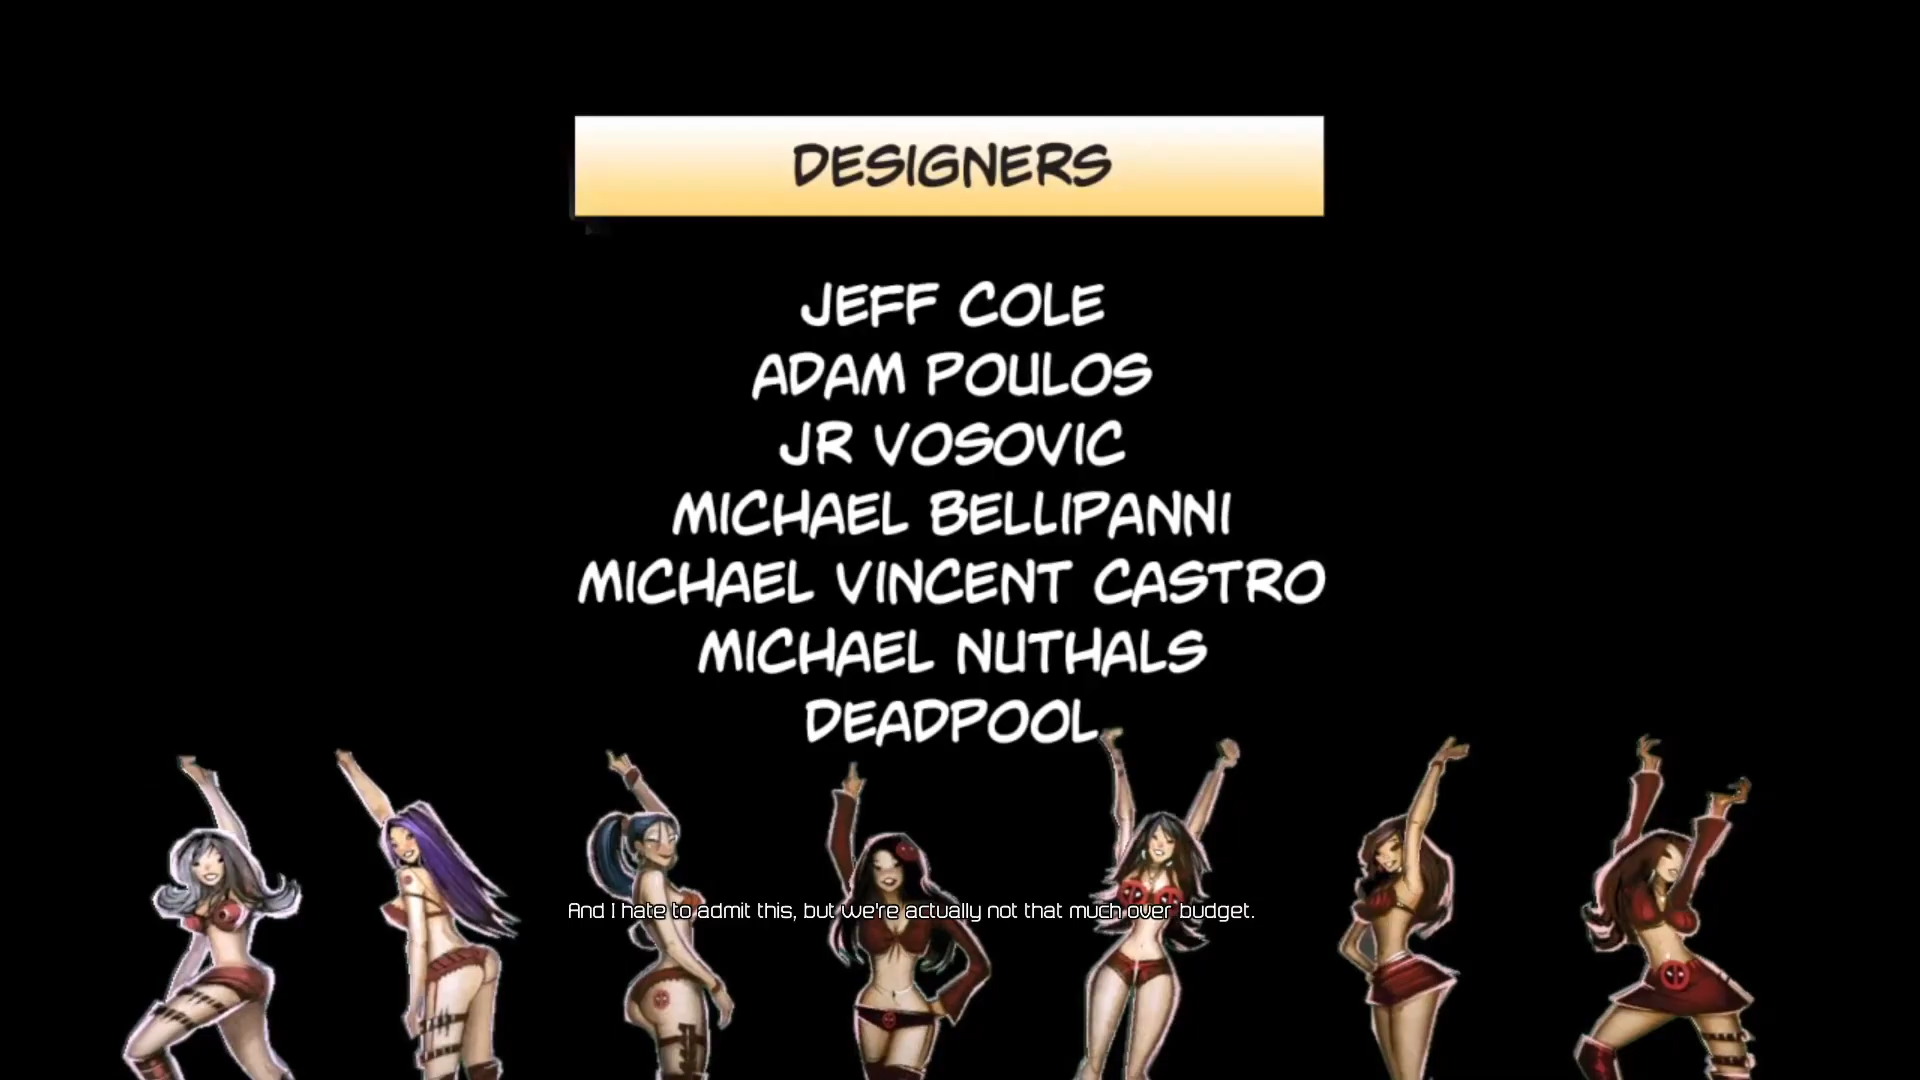 DESIGNERS
JEFF COLE
ADAM POULOS
JR VOSOVIC
MICHAEL BELLIPANNI
MICHAEL VINCENT CASTRO
MICHAEL NUTHALS
DEADPOOL
And I hate to admit this, but we're actually not that much over budget.